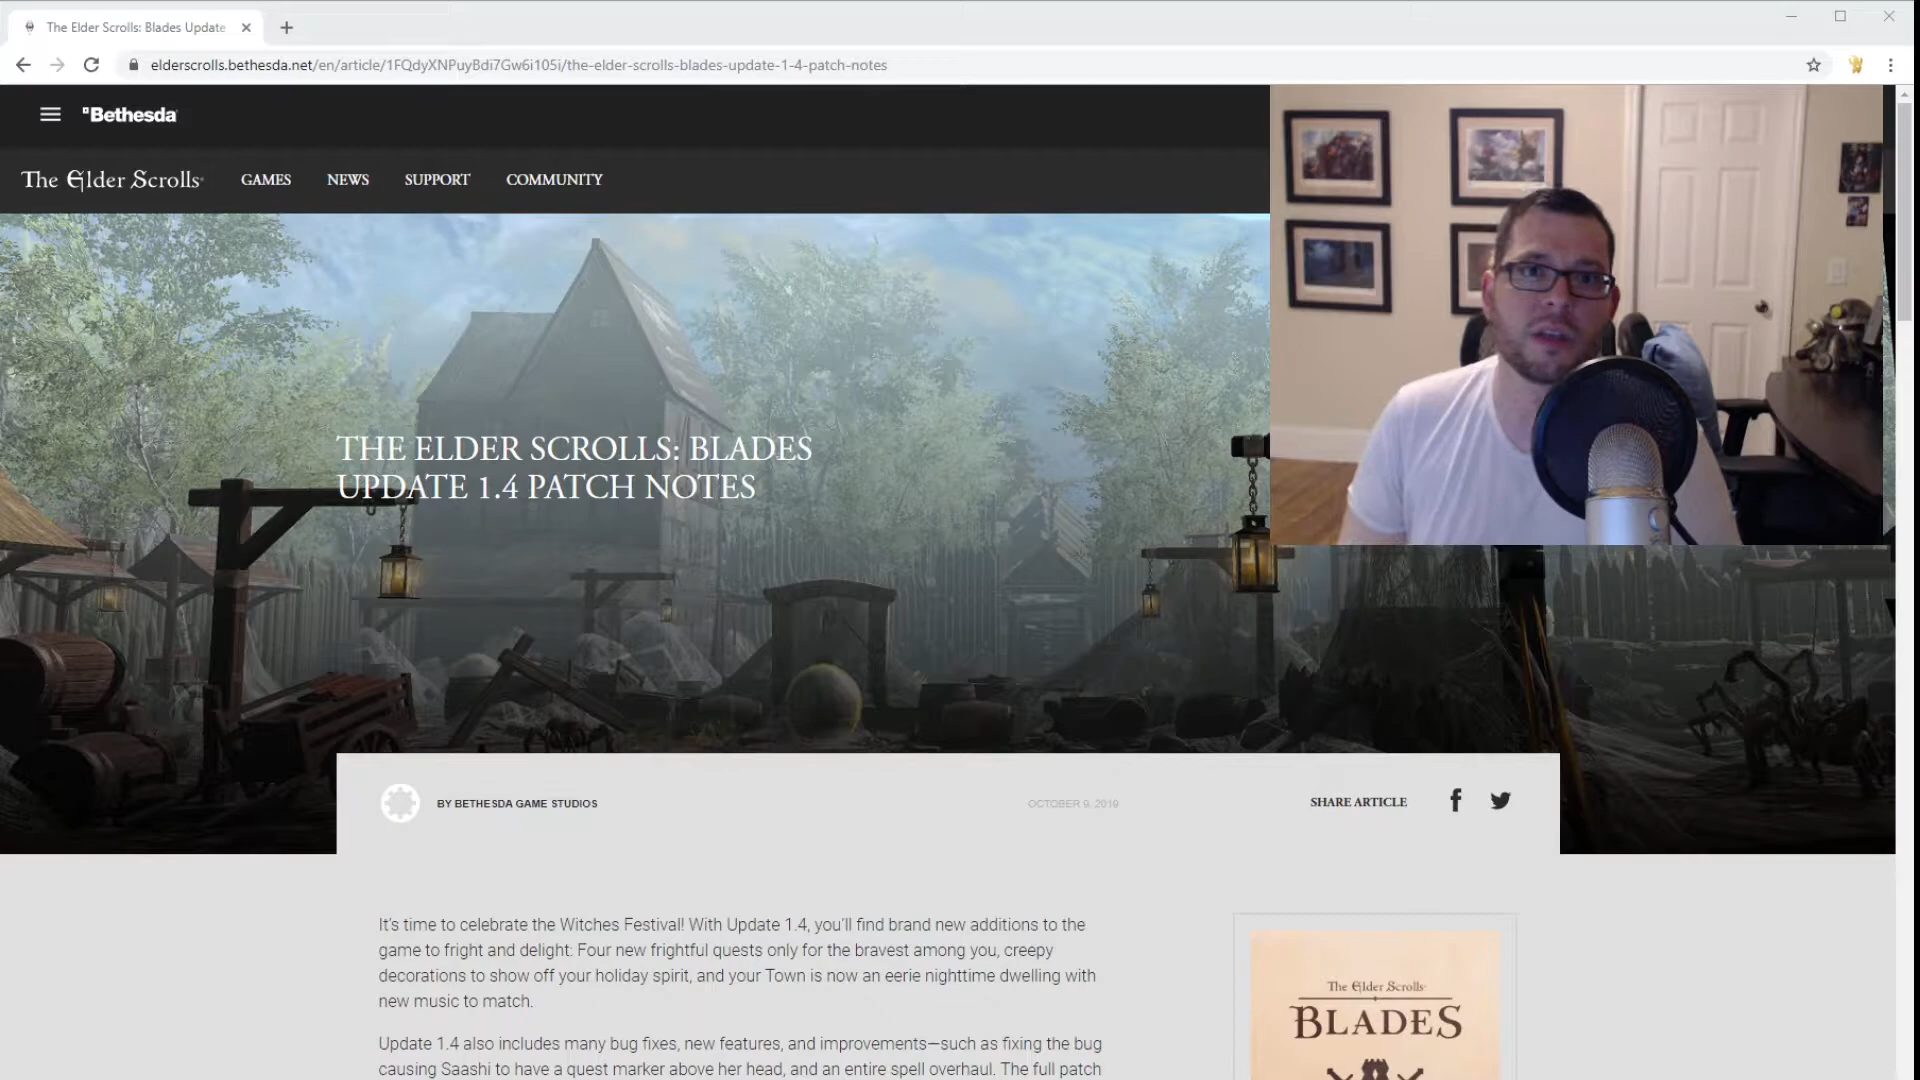 The Elder Scrolls: Blades Update
elderscrolls.bethesda.net/en/article/1FQdyXNPuyBdi7Gw6i105i/the-elder-scrolls-blades-update-1-4-patch-notes
Bethesda
The Elder Scrolls
GAMES
NEWS
SUPPORT
COMMUNITY
THE ELDER SCROLLS: BLADES
UPDATE 1.4 PATCH NOTES
BY BETHESDA GAME STUDIOS
OCTOBER 9, 2019
SHARE ARTICLE
It's time to celebrate the Witches Festival! With Update 1.4, you'll find brand new additions to the
game to fright and delight: Four new frightful quests only for the bravest among you, creepy
decorations to show off your holiday spirit, and your Town is now an eerie nighttime dwelling with
new music to match.
Update 1.4 also includes many bug fixes, new features, and improvements—such as fixing the bug
causing Saashi to have a quest marker above her head, and an entire spell overhaul. The full patch
The Elder Scrolls
BLADES